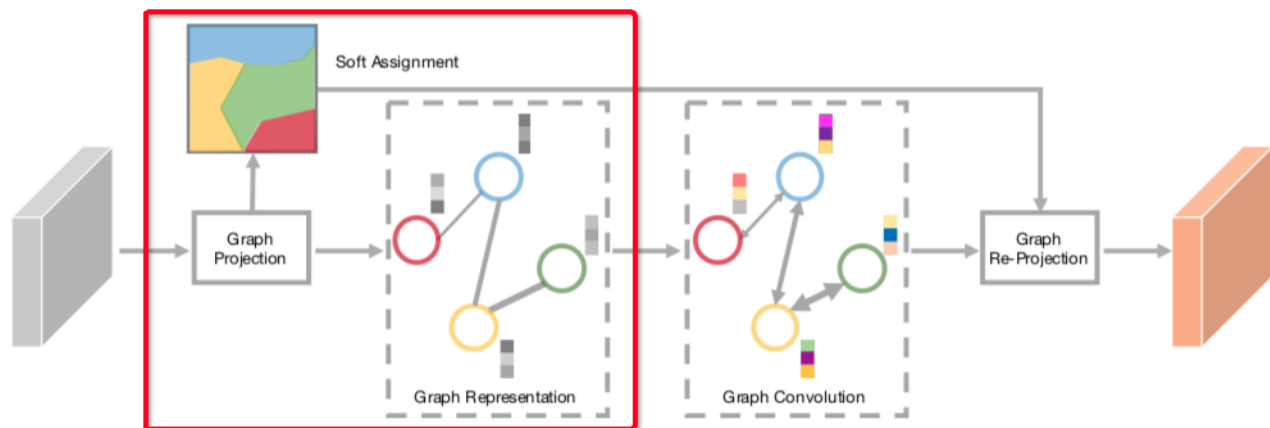 Soft Assignment
Graph
Projection
Graph Representation
Graph Convolution
Graph
Re-Projection